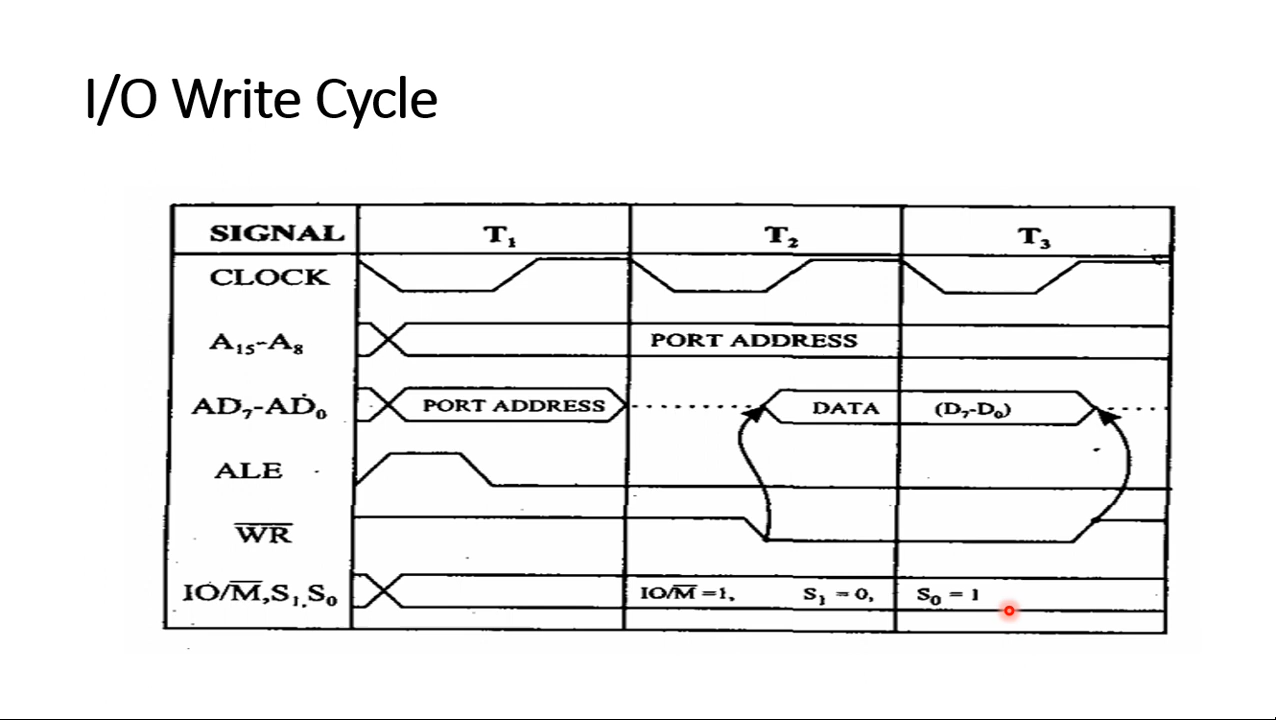 I/O Write Cycle
SIGNAL T₁ T₂ T₃
CLOCK
A₁₅-A₈ PORT ADDRESS
AD₇-AD₀ PORT ADDRESS DATA (D₇-D₀)
ALE
W̅R̅
IO/M̅,S₁,S₀ IO/M̅ =1, S₁ = 0, S₀ = 1